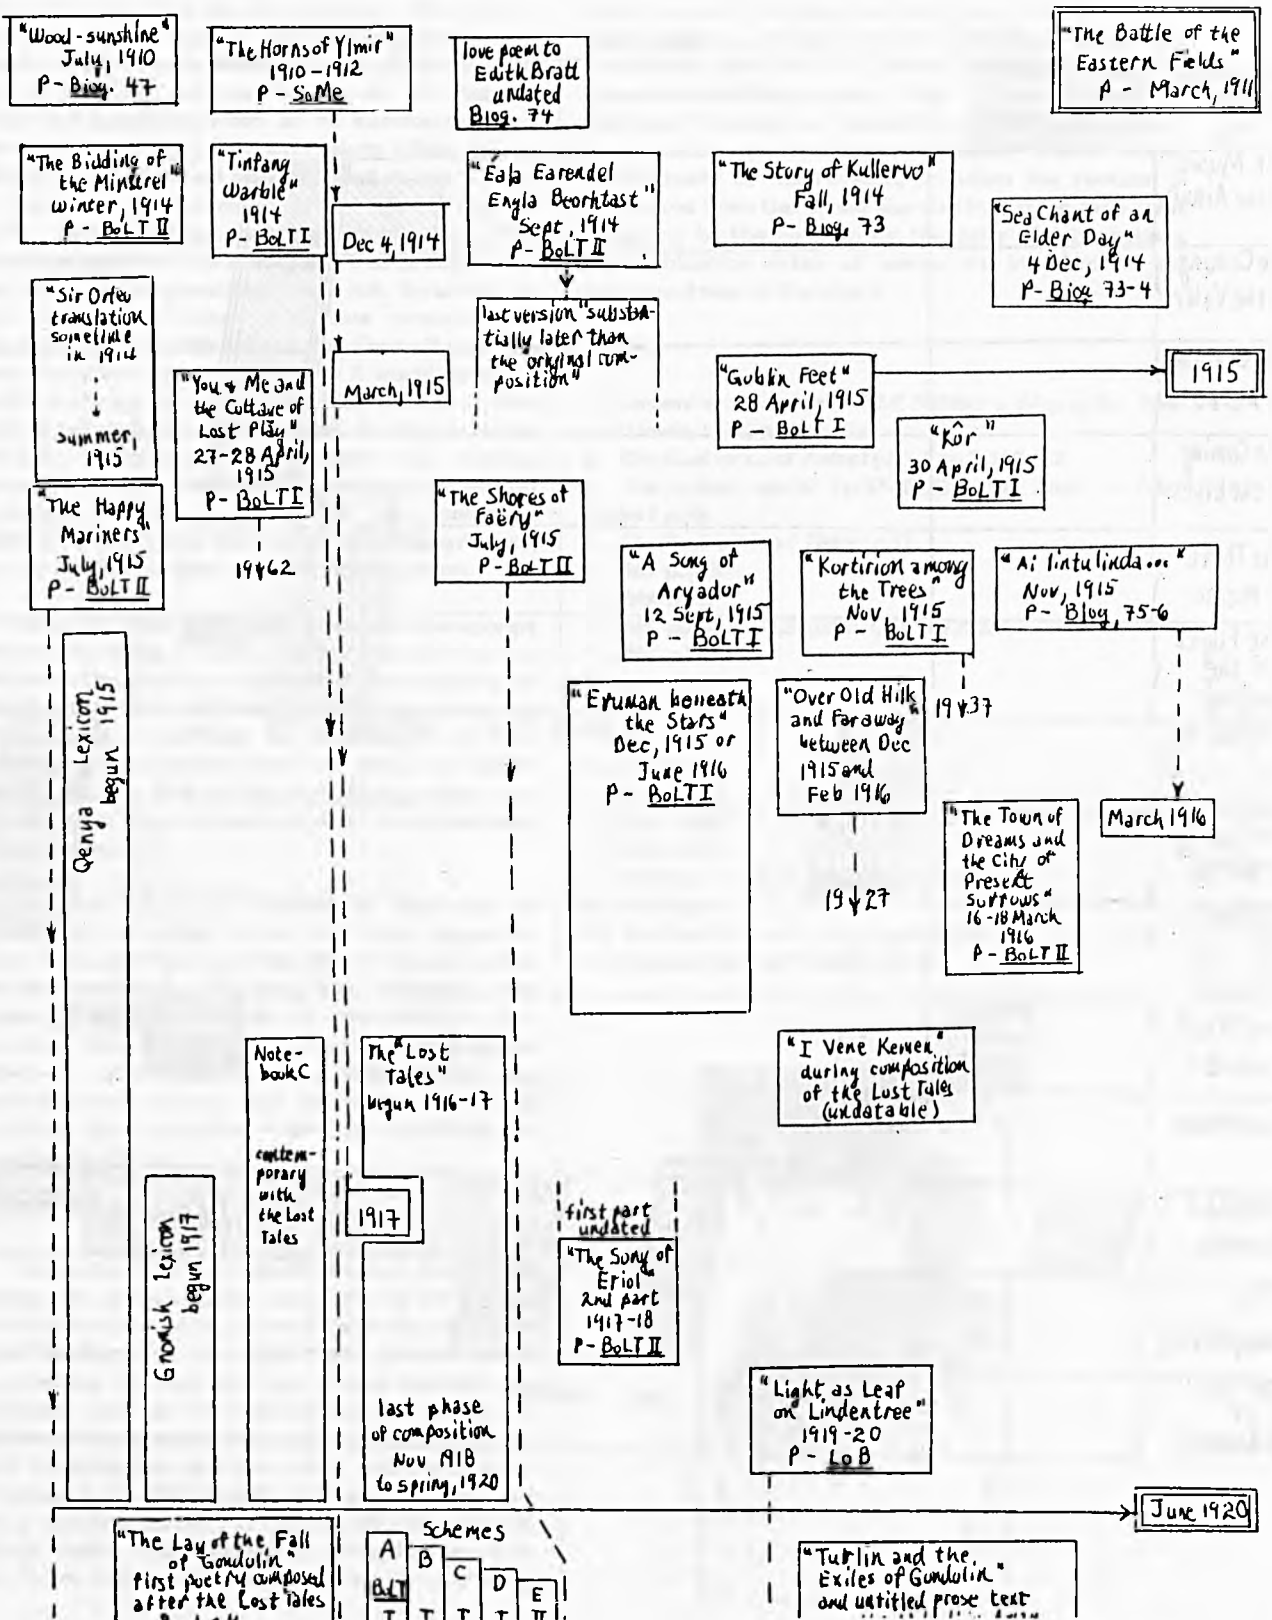 "Wood-sunshine"
July, 1910
P - Biog. 47
"The Horns of Ylmir"
1910-1912
P - SoMe
love poem to
Edith Bratt
undated
Biog. 74
"The Battle of the
Eastern Fields"
P - March, 1911
"The Bidding of
the Minstrel"
winter, 1914
P - BoLT II
"Tinfang
Warble"
1914
P - BoLT I
Dec 4, 1914
"Éala Earendel
Engla Beorhtast"
Sept, 1914
P - BoLT II
"The Story of Kullervo"
Fall, 1914
P - Biog. 73
"Sea Chant of an
Elder Day"
4 Dec, 1914
P - Biog 73-4
"Sir Orfeo
translation
sometime
in 1914
summer,
1915
last version "substan-
tially later than
the original com-
position"
March, 1915
"You & Me and
the Cottage of
Lost Play"
27-28 April,
1915
P - BoLT I
1962
"Goblin Feet"
28 April, 1915
P - BoLT I
1915
"Kôr"
30 April, 1915
P - BoLT I
"The Happy
Mariners"
July, 1915
P - BoLT II
"The Shores of
Faëry"
July, 1915
P - BoLT II
"A Song of
Aryador"
12 Sept, 1915
P - BoLT I
"Kortirion among
the Trees"
Nov, 1915
P - BoLT I
1937
"Ai lintulinda..."
Nov, 1915
P - Biog, 75-6
March 1916
Qenya Lexicon
begun 1915
"Eruman beneath
the Stars"
Dec, 1915 or
June 1916
P - BoLT I
"Over Old Hills
and Far away"
between Dec
1915 and
Feb 1916
1927
"The Town of
Dreams and
the City of
Present
Sorrows"
16-18 March
1916
P - BoLT II
"I Vene Kemen"
during composition
of the Lost Tales
(undatable)
Note-
book C
contem-
porary
with
the Lost
Tales
The "Lost
Tales"
begun 1916-17
1917
last phase
of composition
Nov 1918
to spring, 1920
Gnomish Lexicon
begun 1917
first part
undated
"The Song of
Eriol"
2nd part
1917-18
P - BoLT II
"Light as Leaf
on Lindentree"
1919-20
P - LoB
June 1920
"The Lay of the Fall
of Gondolin"
first poetry composed
after the Lost Tales
Schemes
A
B
C
D
E
BoLT
I
I
I
I
II
"Turlin and the
Exiles of Gondolin"
and untitled prose text